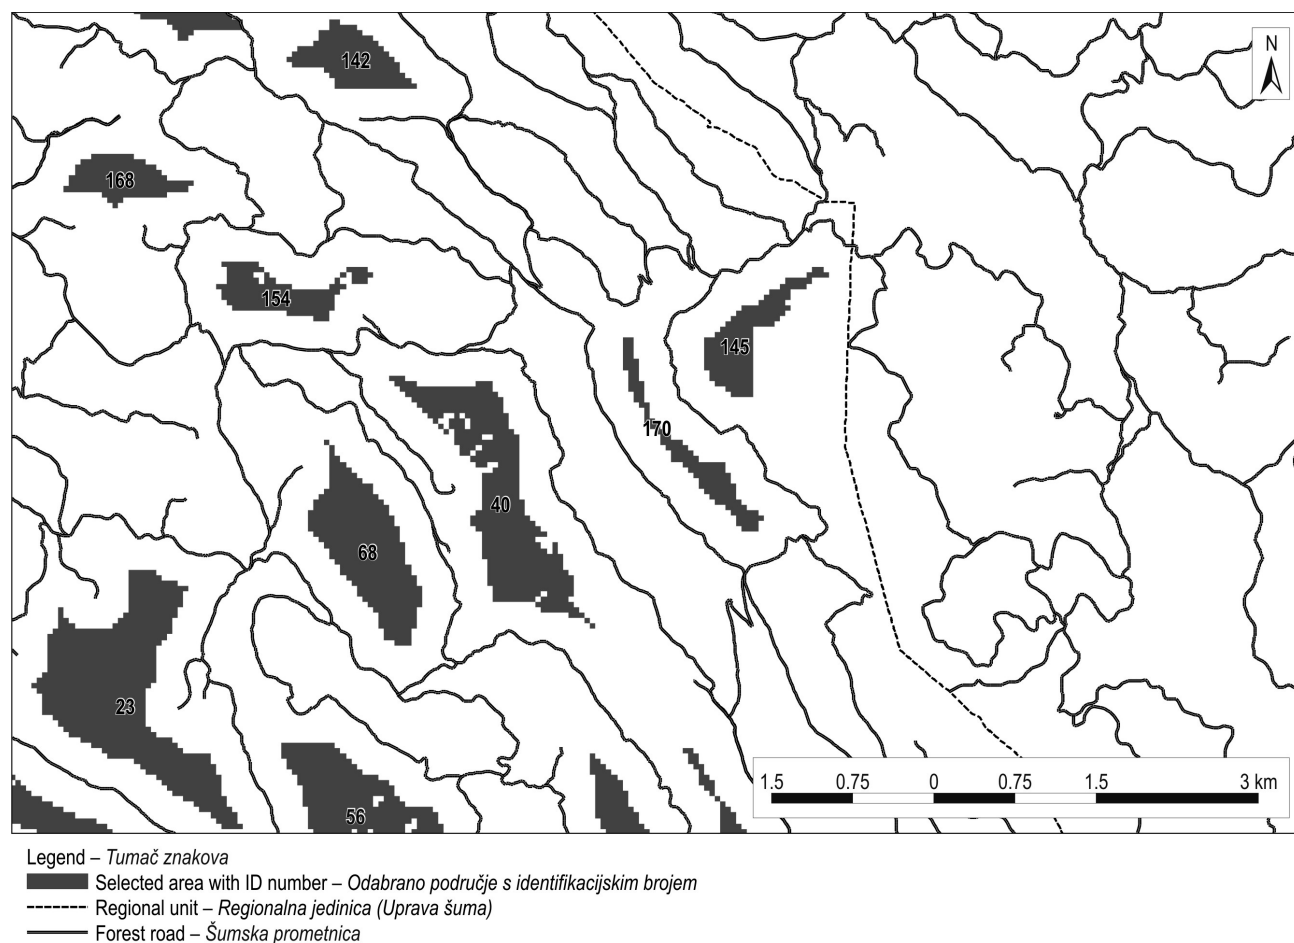 142
N
168
154
145
170
40
68
23
56
1.5 0.75 0 0.75 1.5 3 km
Legend – Tumač znakova
Selected area with ID number – Odabrano područje s identifikacijskim brojem
Regional unit – Regionalna jedinica (Uprava šuma)
Forest road – Šumska prometnica